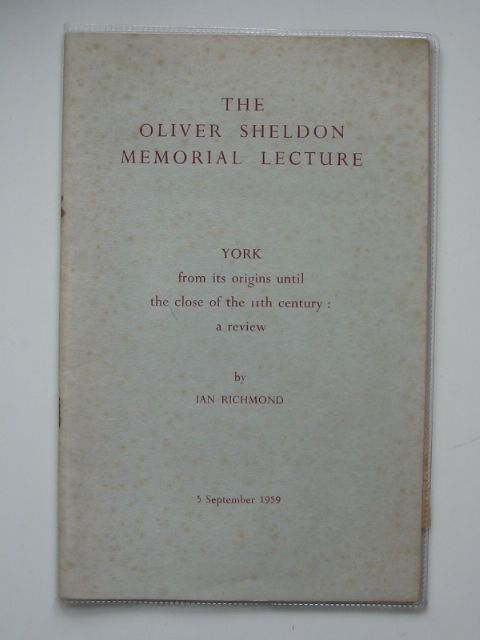 THE
OLIVER SHELDON
MEMORIAL LECTURE
YORK
from its origins until
the close of the 11th century :
a review
by
IAN RICHMOND
5 September 1959